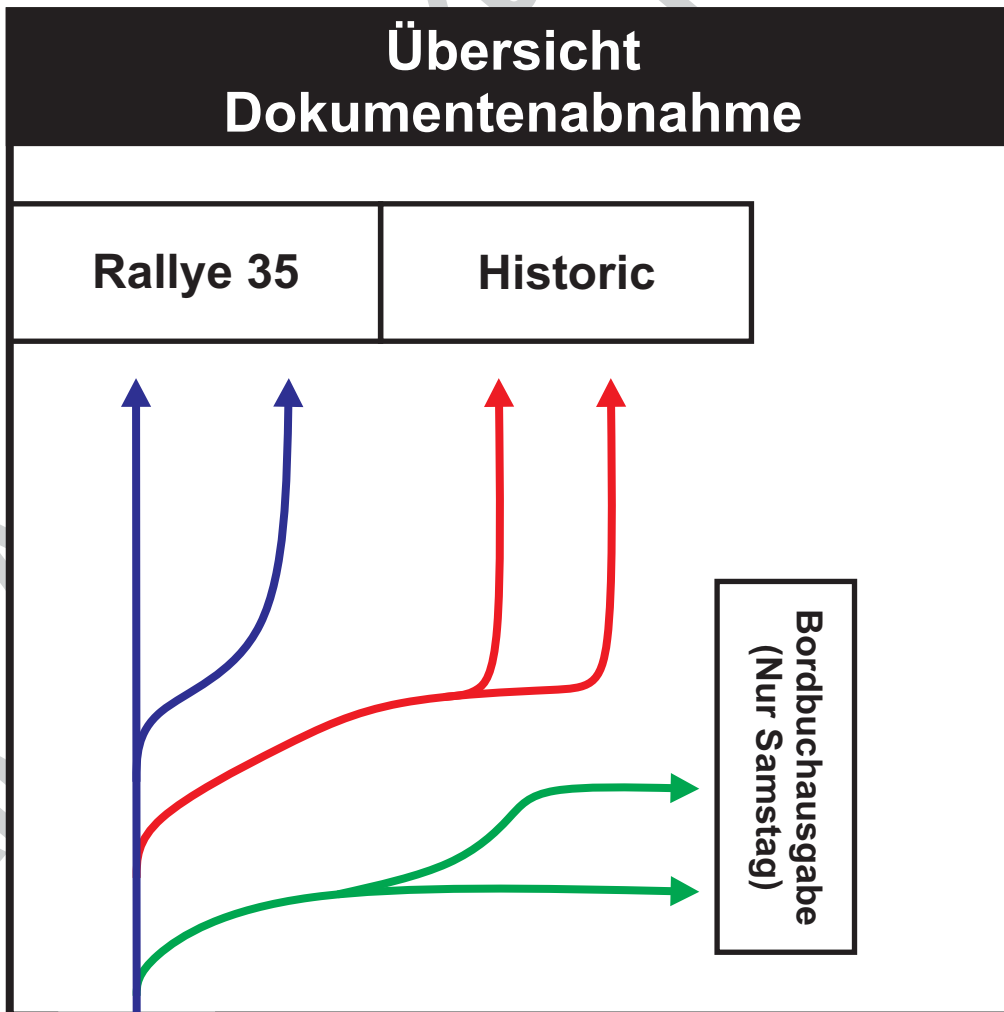 Übersicht
Dokumentenabnahme
Rallye 35
Historic
Bordbuchausgabe
(Nur Samstag)